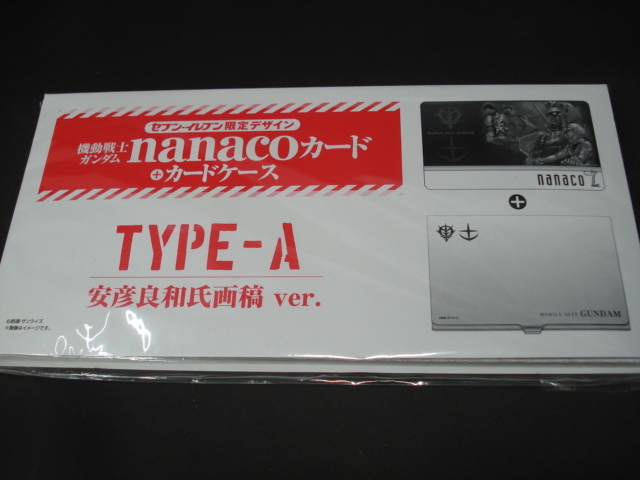 セブン-イレブン限定デザイン
機動戦士
ガンダム
nanacoカード
+カードケース
TYPE-A
安彦良和氏画稿 ver.
©創通・サンライズ
※画像はイメージです。
MOBILE SUIT GUNDAM
nanaco
+
MOBILE SUIT GUNDAM